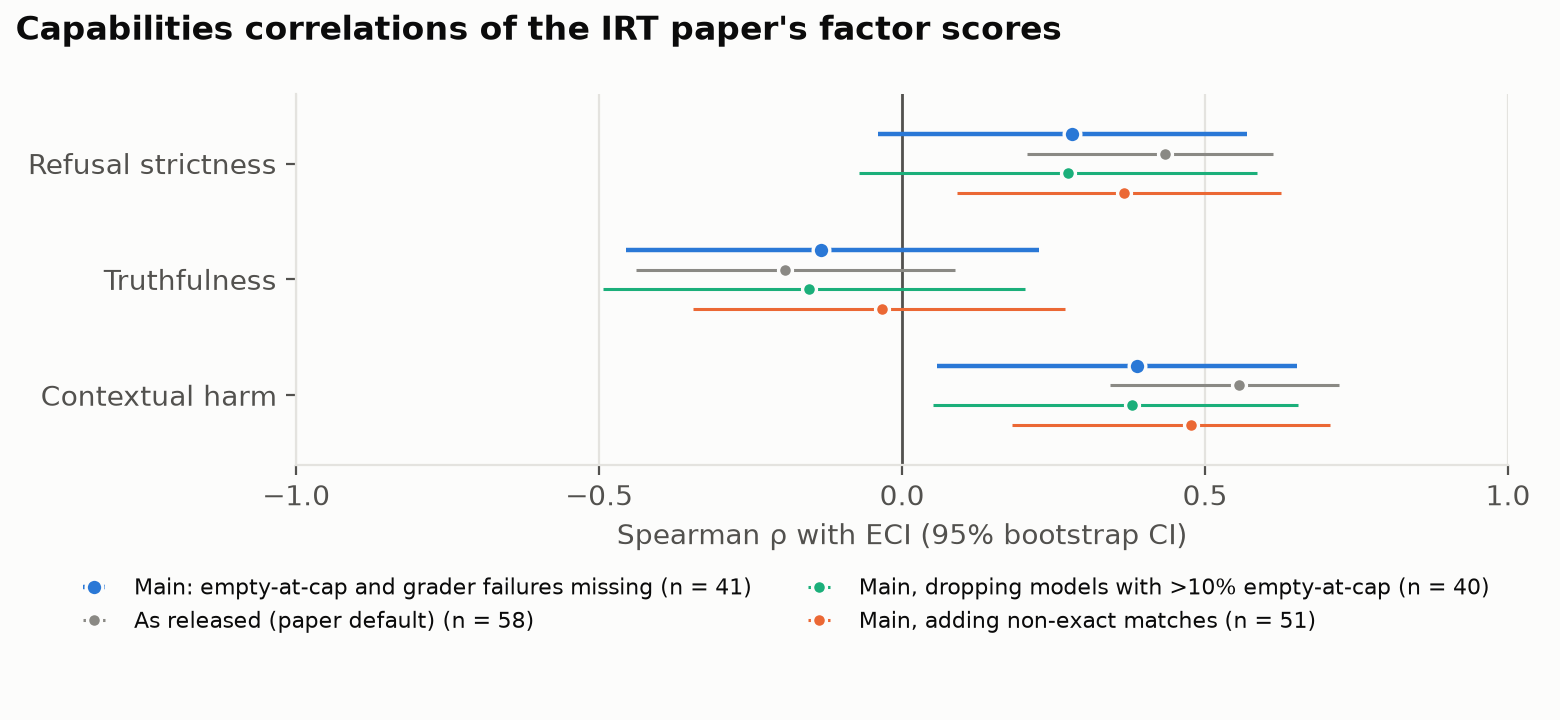 Capabilities correlations of the IRT paper's factor scores
Refusal strictness
Truthfulness
Contextual harm
−1.0
−0.5
0.0
0.5
1.0
Spearman ρ with ECI (95% bootstrap CI)
Main: empty-at-cap and grader failures missing (n = 41)
As released (paper default) (n = 58)
Main, dropping models with >10% empty-at-cap (n = 40)
Main, adding non-exact matches (n = 51)